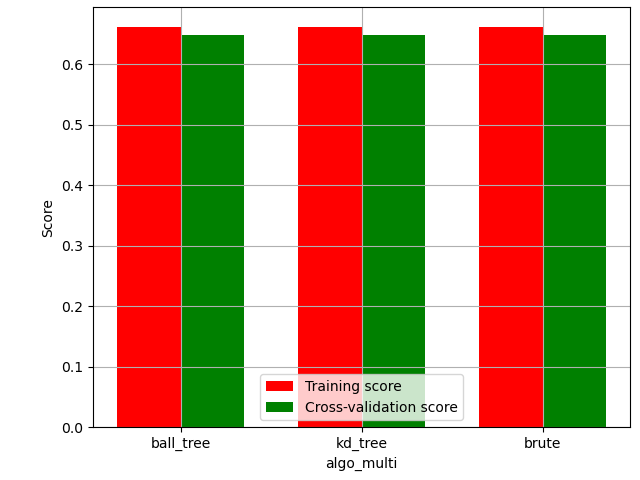 Score
0.6
0.5
0.4
0.3
0.2
0.1
0.0
Training score
Cross-validation score
ball_tree kd_tree brute
algo_multi